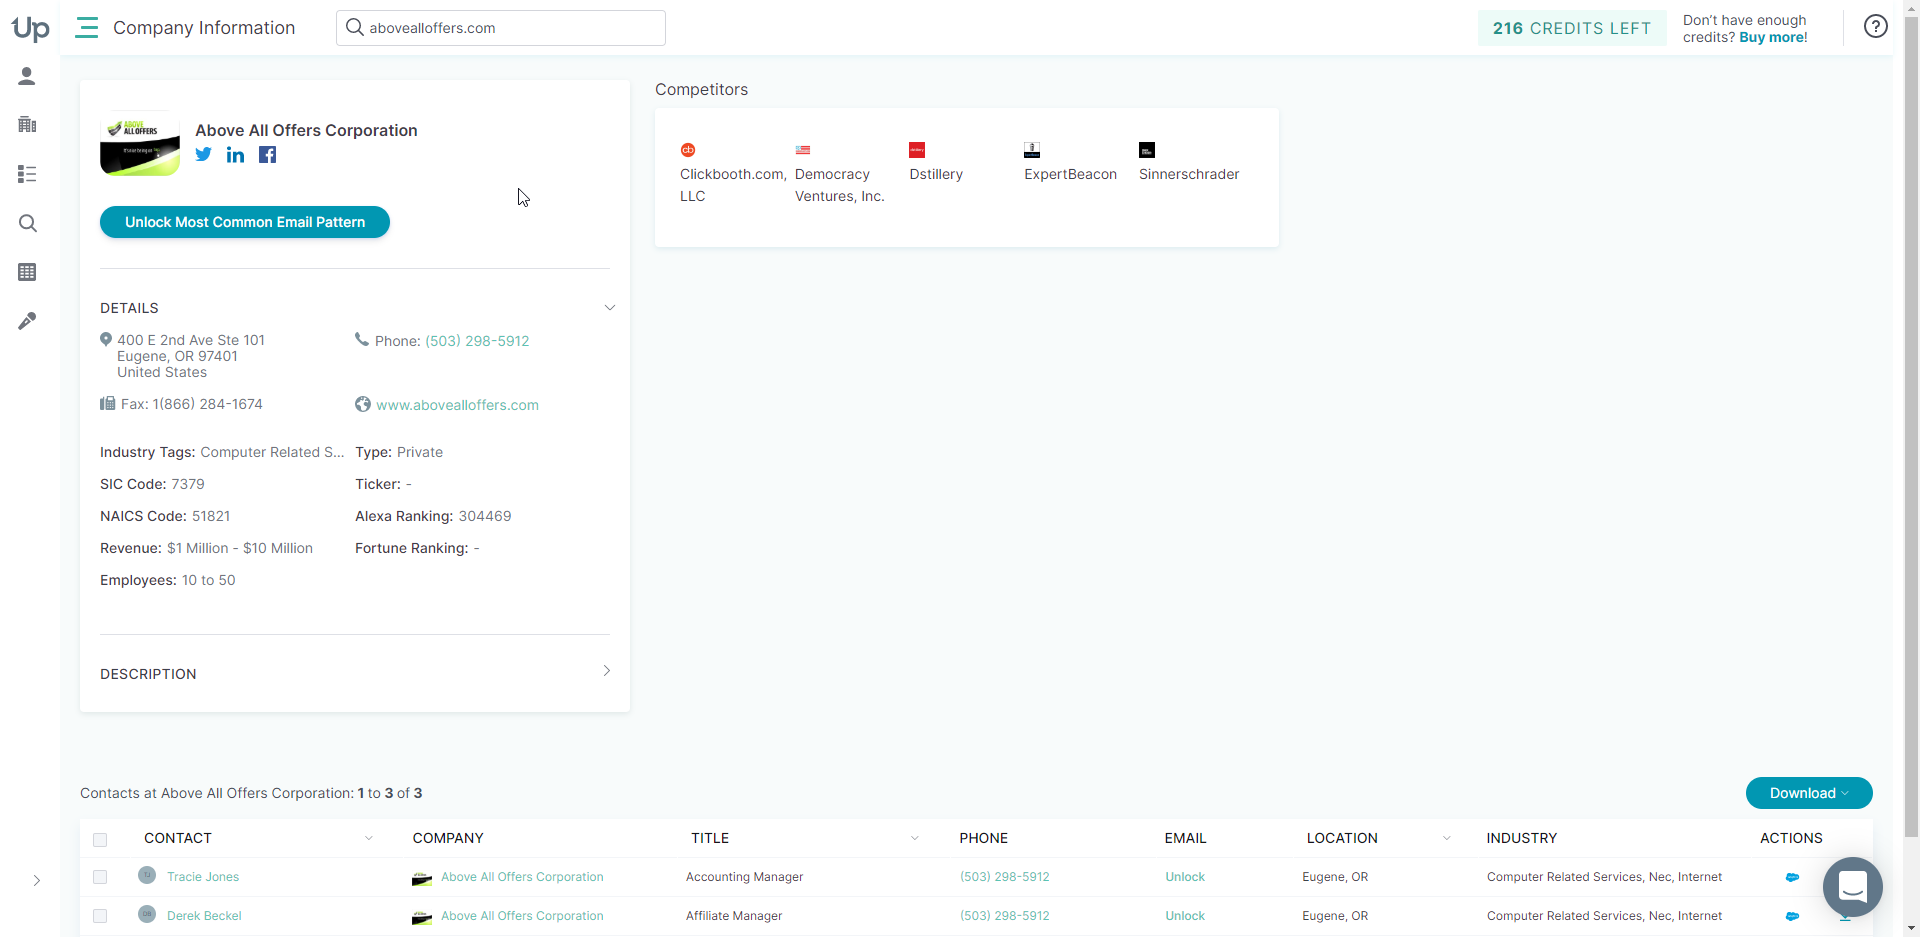 Up
Company Information
abovealloffers.com
216 CREDITS LEFT
Don't have enough
credits? Buy more!
?
ABOVE
ALL OFFERS
Above All Offers Corporation
Unlock Most Common Email Pattern
DETAILS
400 E 2nd Ave Ste 101
Eugene, OR 97401
United States
Phone: (503) 298-5912
Fax: 1(866) 284-1674
www.abovealloffers.com
Industry Tags: Computer Related S...
Type: Private
SIC Code: 7379
Ticker: -
NAICS Code: 51821
Alexa Ranking: 304469
Revenue: $1 Million - $10 Million
Fortune Ranking: -
Employees: 10 to 50
DESCRIPTION
Competitors
cb
Clickbooth.com,
LLC
Democracy
Ventures, Inc.
Dstillery
ExpertBeacon
Sinnerschrader
Contacts at Above All Offers Corporation: 1 to 3 of 3
Download
CONTACT COMPANY TITLE PHONE EMAIL LOCATION INDUSTRY ACTIONS
TJ Tracie Jones Above All Offers Corporation Accounting Manager (503) 298-5912 Unlock Eugene, OR Computer Related Services, Nec, Internet
DB Derek Beckel Above All Offers Corporation Affiliate Manager (503) 298-5912 Unlock Eugene, OR Computer Related Services, Nec, Internet